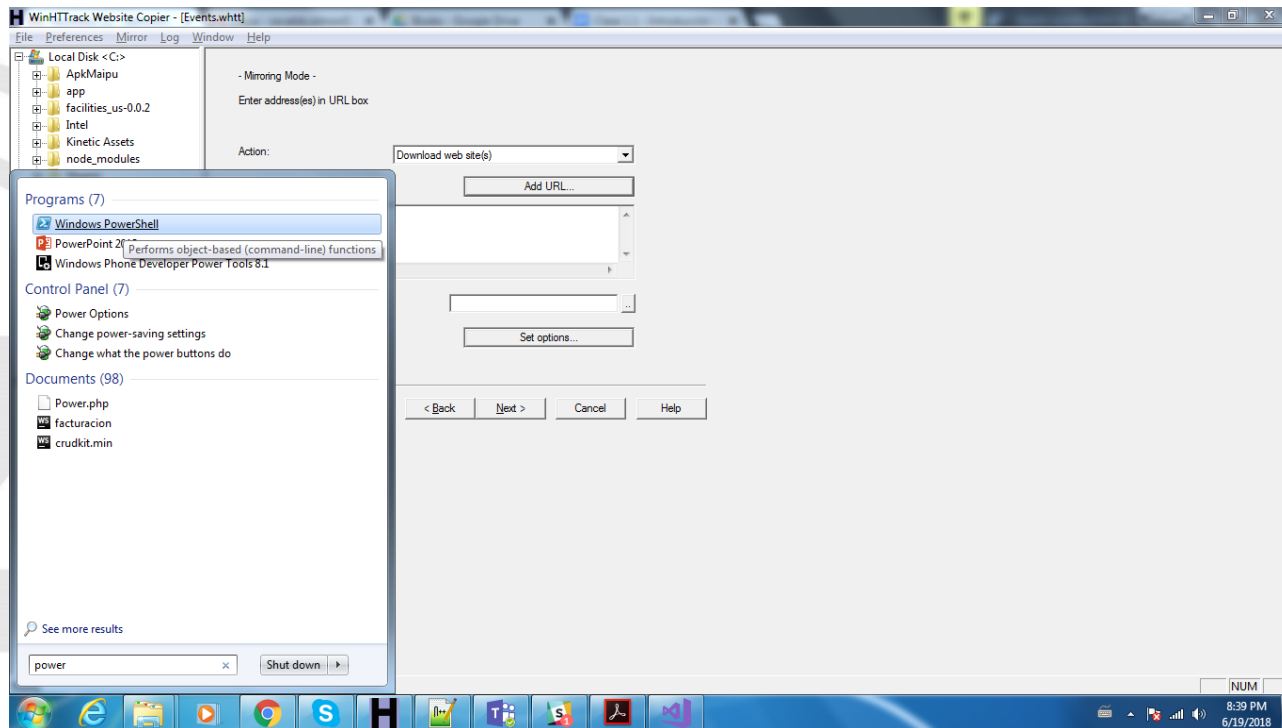 WinHTTrack Website Copier - [Events.whtt]
File Preferences Mirror Log Window Help
Local Disk <C:>
ApkMaipu
app
facilities_us-0.0.2
Intel
Kinetic Assets
node_modules
- Mirroring Mode -
Enter address(es) in URL box
Action:
Download web site(s)
Add URL...
..
Set options...
< Back
Next >
Cancel
Help
Programs (7)
Windows PowerShell
PowerPoint
Performs object-based (command-line) functions
Windows Phone Developer Power Tools 8.1
Control Panel (7)
Power Options
Change power-saving settings
Change what the power buttons do
Documents (98)
Power.php
facturacion
crudkit.min
See more results
power
Shut down
NUM
8:39 PM
6/19/2018